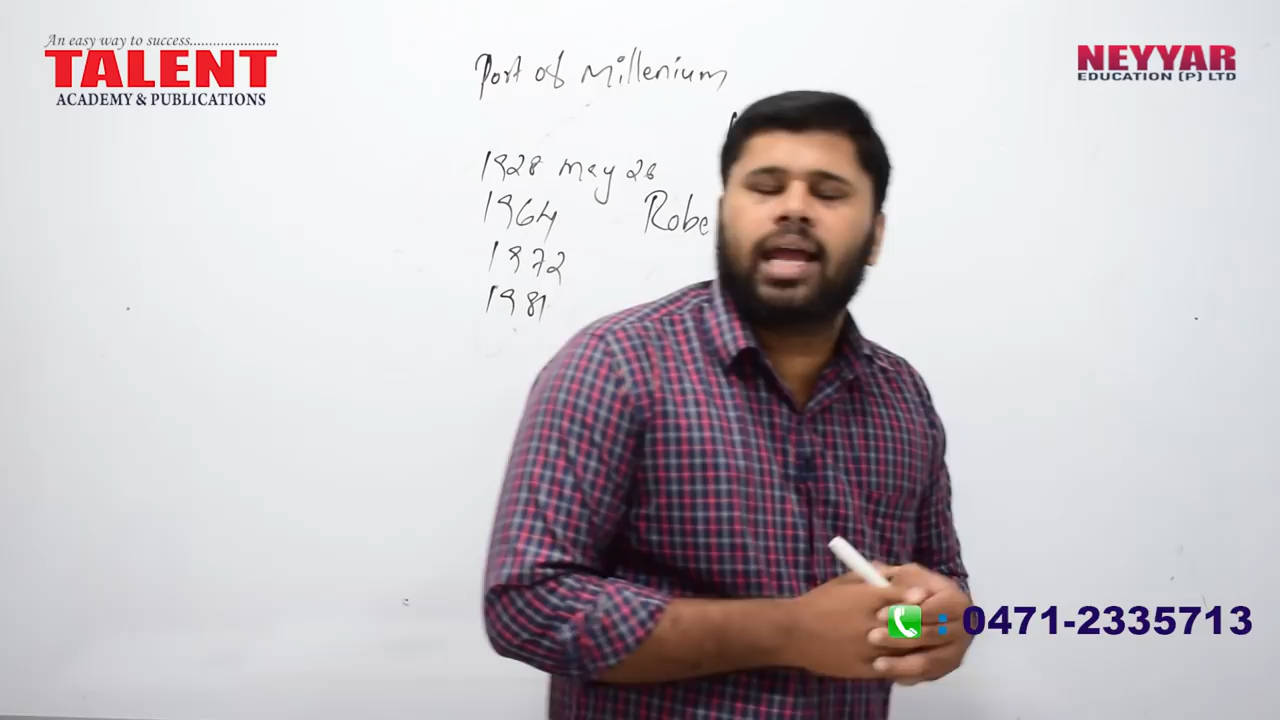 An easy way to success......................
TALENT
ACADEMY & PUBLICATIONS
NEYYAR
EDUCATION (P) LTD
Port of millenium
1928 may 26
1964 Robe
1972
1981
: 0471-2335713